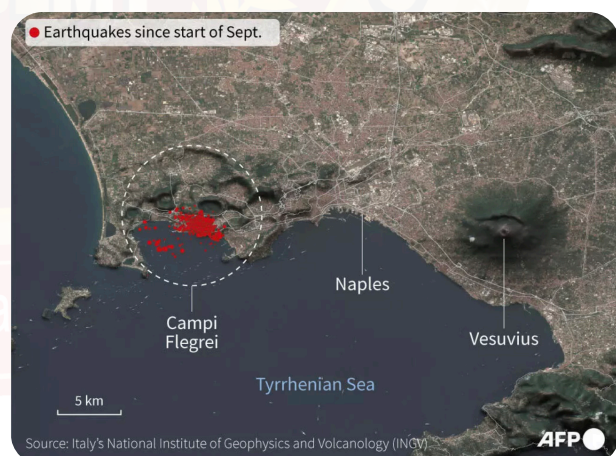 Earthquakes since start of Sept.
Naples
Campi
Flegrei
Vesuvius
Tyrrhenian Sea
5 km
Source: Italy's National Institute of Geophysics and Volcanology (INGV)
AFP